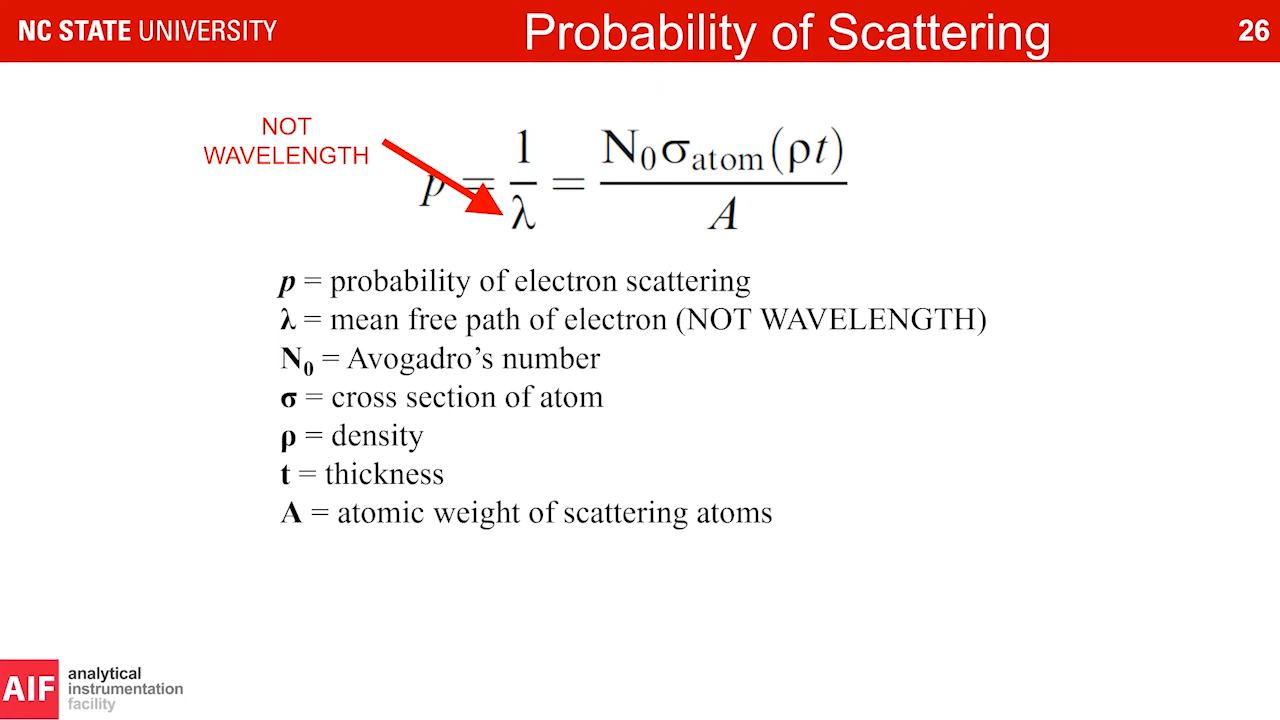 NC STATE UNIVERSITY
Probability of Scattering
26
NOT
WAVELENGTH
p = 1/λ = N₀σatom(ρt)/A
p = probability of electron scattering
λ = mean free path of electron (NOT WAVELENGTH)
N₀ = Avogadro’s number
σ = cross section of atom
ρ = density
t = thickness
A = atomic weight of scattering atoms
AIF
analytical
instrumentation
facility